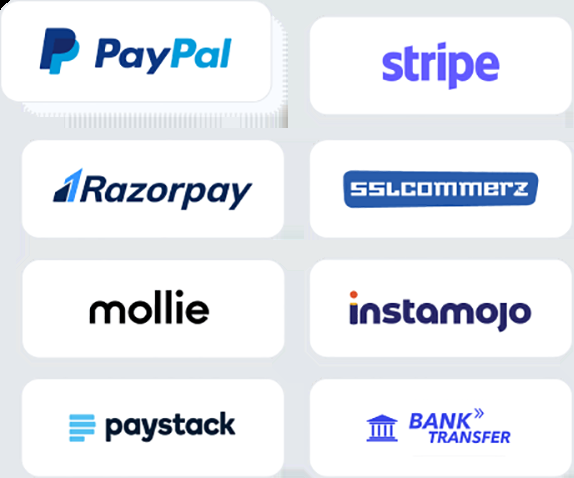 PayPal
stripe
Razorpay
SSLCOMMERZ
mollie
instamojo
paystack
BANK
TRANSFER